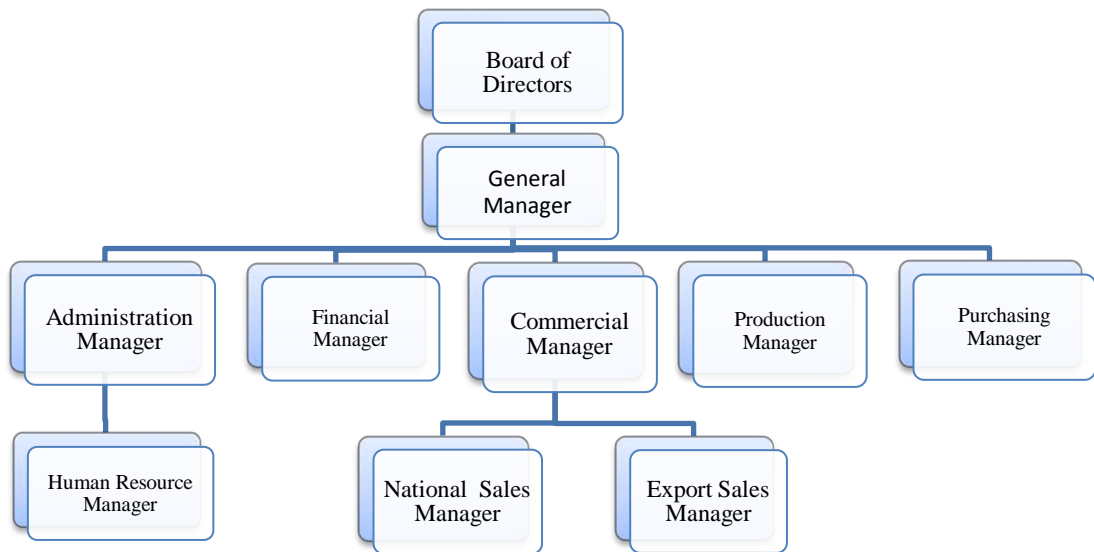 Board of
Directors
General
Manager
Administration
Manager
Financial
Manager
Commercial
Manager
Production
Manager
Purchasing
Manager
Human Resource
Manager
National  Sales
Manager
Export Sales
Manager